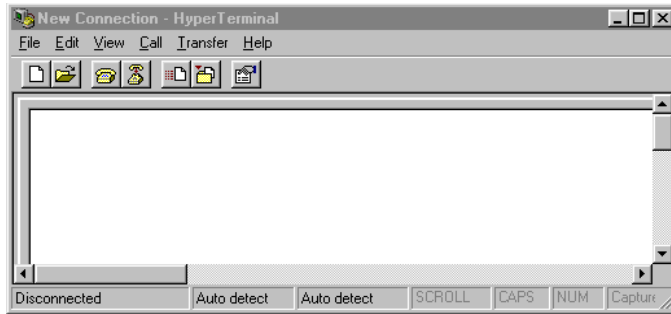 New Connection - HyperTerminal
File Edit View Call Transfer Help
Disconnected Auto detect Auto detect SCROLL CAPS NUM Capture